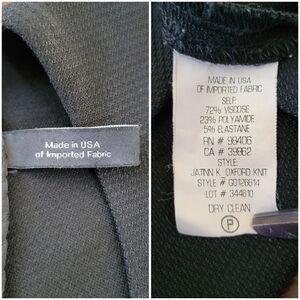 Made in USA
of Imported Fabric
MADE IN USA
OF IMPORTED FABRIC
SELF:
72% VISCOSE
23% POLYAMIDE
5% ELASTANE
RN # 96406
CA # 39862
STYLE:
JATINN K. OXFORD KNIT
STYLE # G0126614
LOT # 344610
DRY CLEAN
P